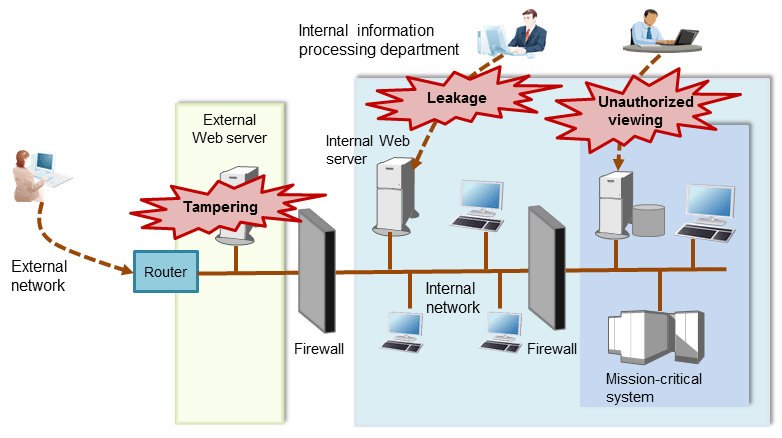 Internal information
processing department
Leakage
Unauthorized
viewing
External
Web server
Internal Web
server
Tampering
External
network
Router
Internal
network
Firewall
Firewall
Mission-critical
system